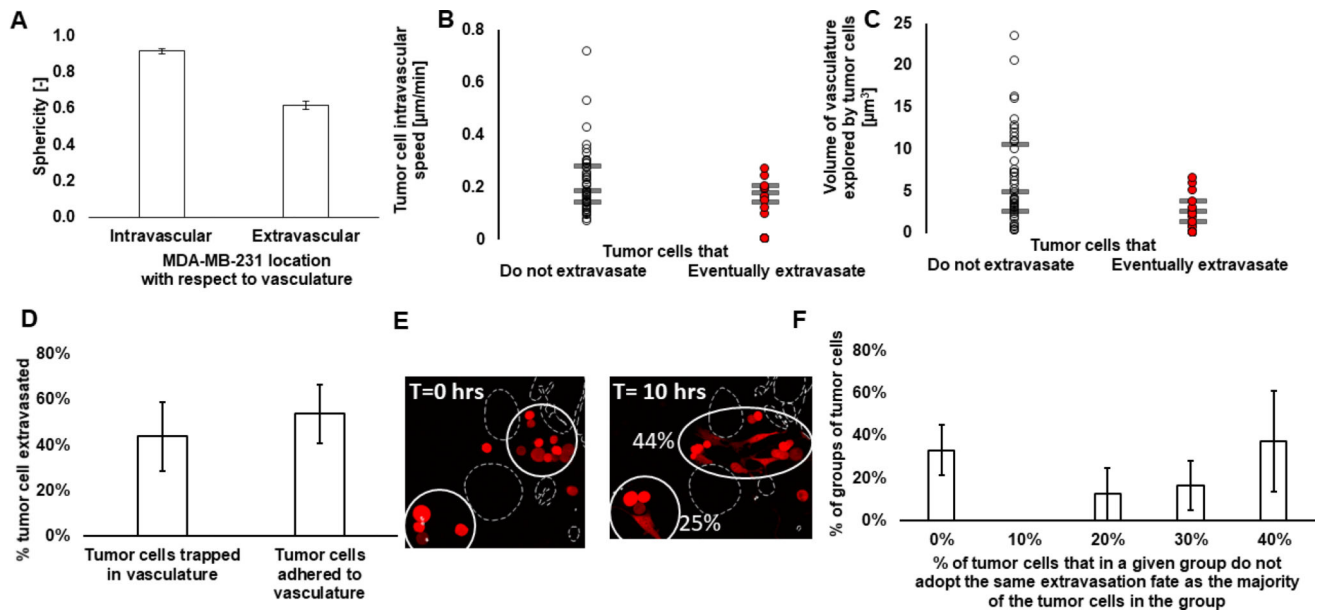 A
Sphericity [-]
1.0
0.8
0.6
0.4
0.2
0.0
Intravascular
Extravascular
MDA-MB-231 location
with respect to vasculature
B
Tumor cell intravascular
speed [µm/min]
0.8
0.6
0.4
0.2
0
Tumor cells that
Do not extravasate
Eventually extravasate
C
Volume of vasculature
explored by tumor cells
[µm³]
25
20
15
10
5
0
Tumor cells that
Do not extravasate
Eventually extravasate
D
% tumor cell extravasated
80%
60%
40%
20%
0%
Tumor cells trapped
in vasculature
Tumor cells
adhered to
vasculature
E
T=0 hrs
T= 10 hrs
44%
25%
F
% of groups of tumor cells
80%
60%
40%
20%
0%
0%
10%
20%
30%
40%
% of tumor cells that in a given group do not
adopt the same extravasation fate as the majority
of the tumor cells in the group